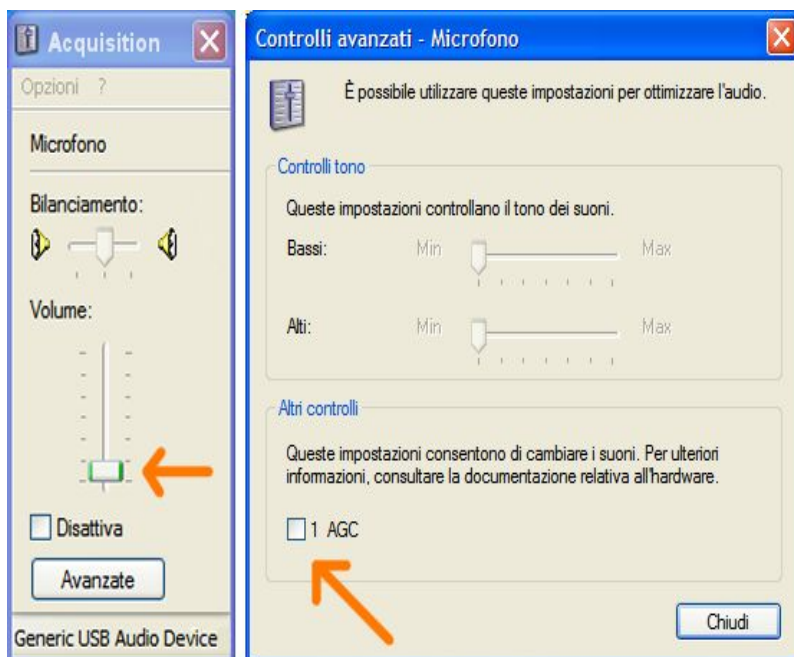 Acquisition
Opzioni ?
Microfono
Bilanciamento:
Volume:
Disattiva
Avanzate
Generic USB Audio Device
Controlli avanzati - Microfono
È possibile utilizzare queste impostazioni per ottimizzare l'audio.
Controlli tono
Queste impostazioni controllano il tono dei suoni.
Bassi: Min Max
Alti: Min Max
Altri controlli
Queste impostazioni consentono di cambiare i suoni. Per ulteriori
informazioni, consultare la documentazione relativa all'hardware.
1 AGC
Chiudi